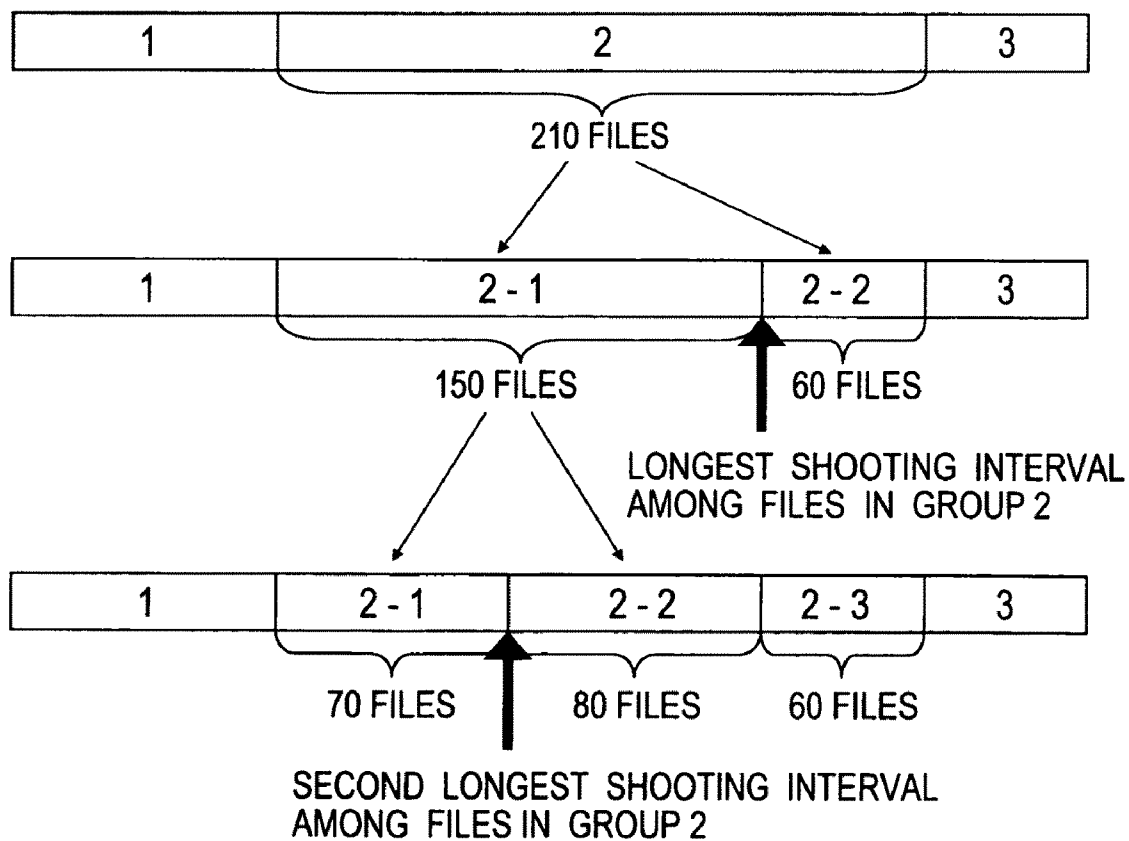 1 2 3
210 FILES
1 2 - 1 2 - 2 3
150 FILES 60 FILES
LONGEST SHOOTING INTERVAL
AMONG FILES IN GROUP 2
1 2 - 1 2 - 2 2 - 3 3
70 FILES 80 FILES 60 FILES
SECOND LONGEST SHOOTING INTERVAL
AMONG FILES IN GROUP 2